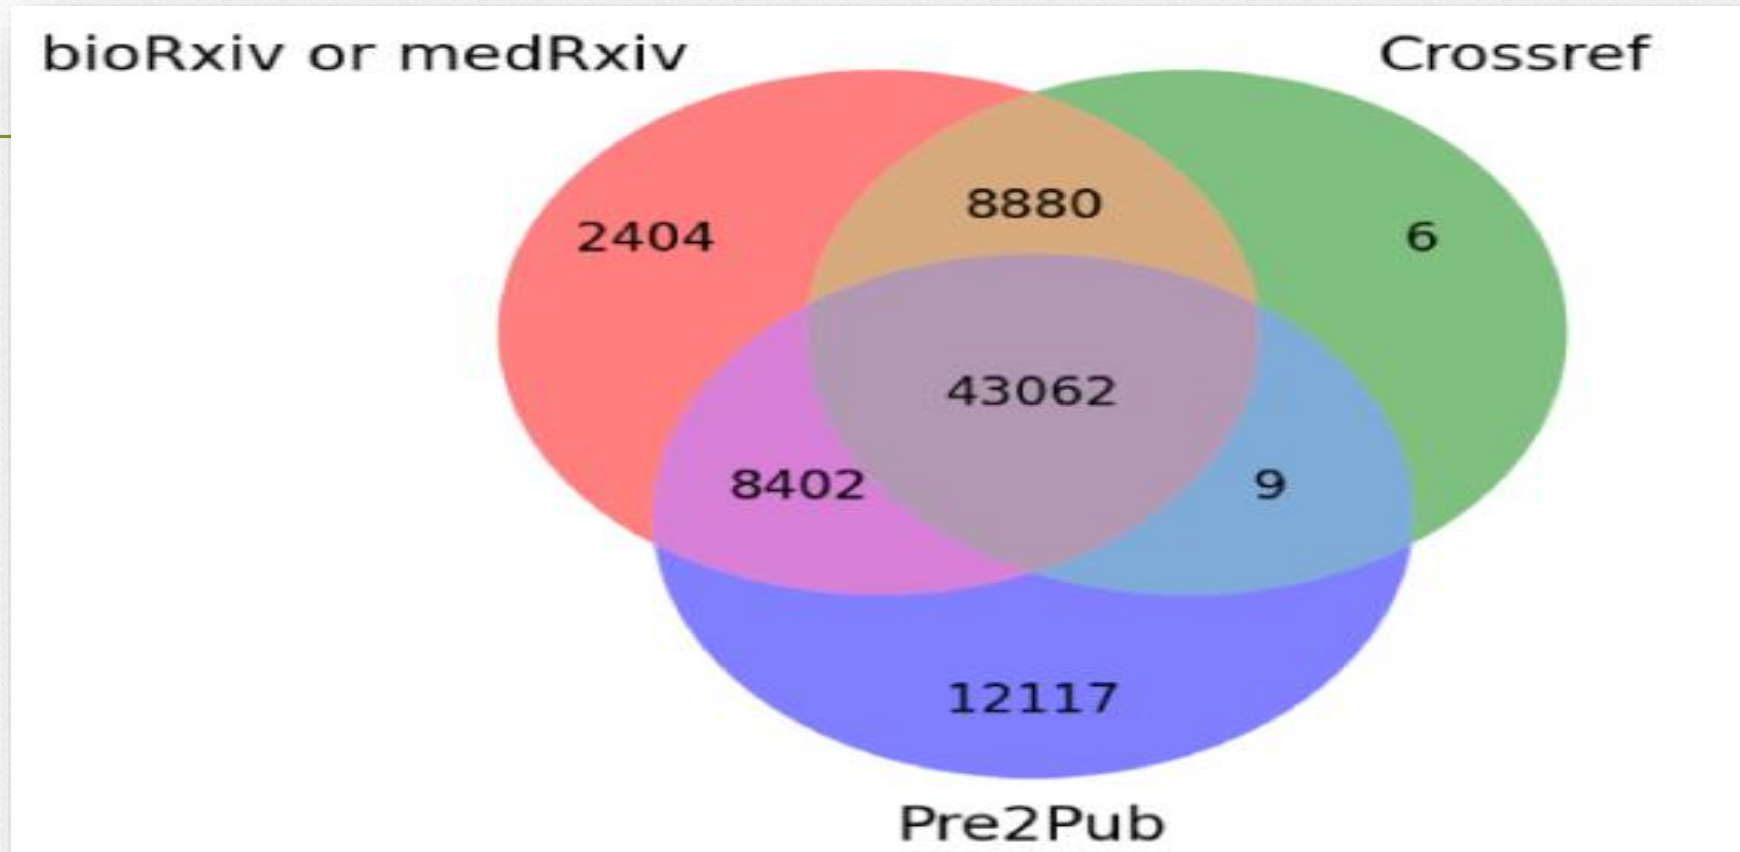 bioRxiv or medRxiv
Crossref
8880
2404
6
43062
8402
9
12117
Pre2Pub